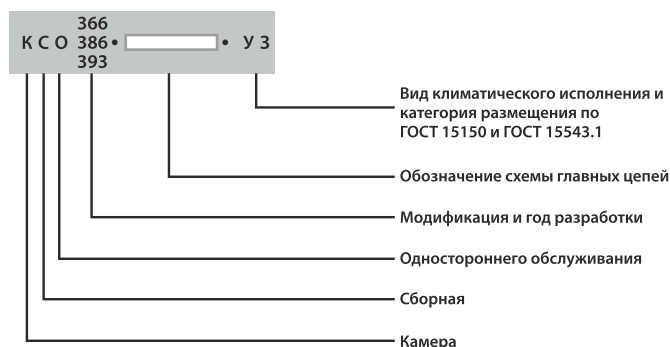 366
К С О 386 • • У 3
393
Вид климатического исполнения и
категория размещения по
ГОСТ 15150 и ГОСТ 15543.1
Обозначение схемы главных цепей
Модификация и год разработки
Одностороннего обслуживания
Сборная
Камера